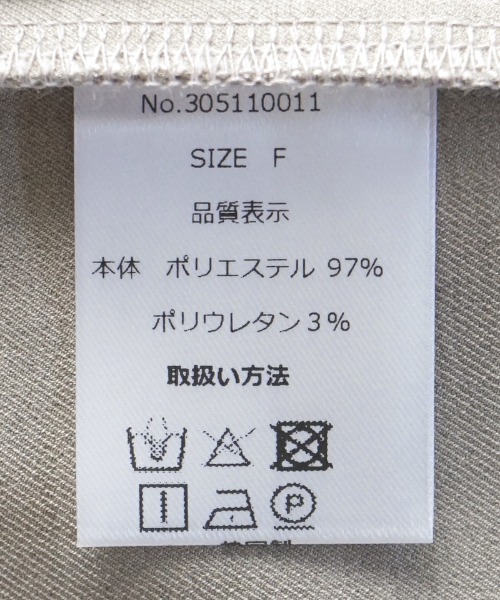 No.305110011
SIZE F
品質表示
本体 ポリエステル 97%
ポリウレタン3%
取扱い方法
P